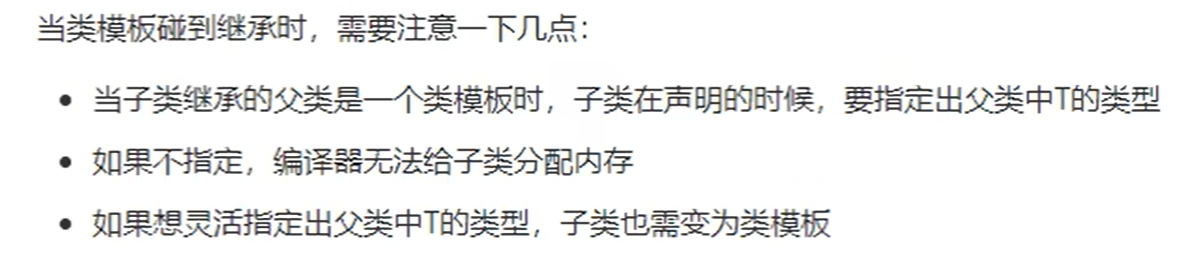 当类模板碰到继承时，需要注意一下几点：
• 当子类继承的父类是一个类模板时，子类在声明的时候，要指定出父类中T的类型
• 如果不指定，编译器无法给子类分配内存
• 如果想灵活指定出父类中T的类型，子类也需变为类模板